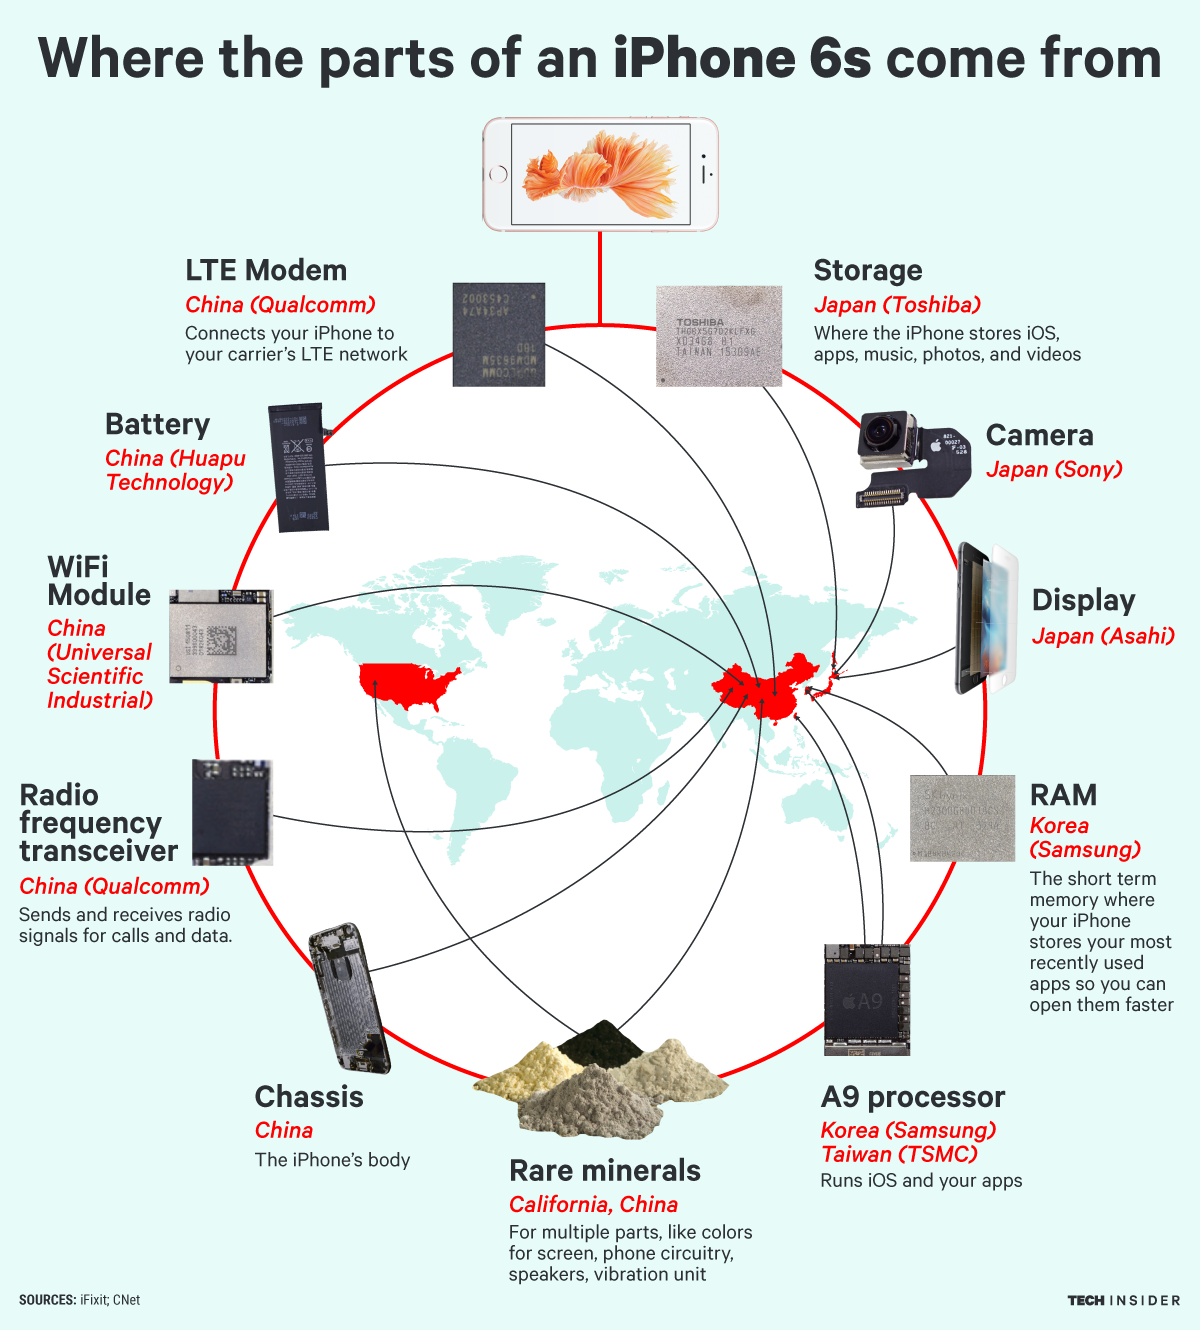 Where the parts of an iPhone 6s come from
LTE Modem
China (Qualcomm)
Connects your iPhone to
your carrier's LTE network
Storage
Japan (Toshiba)
Where the iPhone stores iOS,
apps, music, photos, and videos
TOSHIBA
Battery
China (Huapu
Technology)
Camera
Japan (Sony)
WiFi
Module
China
(Universal
Scientific
Industrial)
Display
Japan (Asahi)
Radio
frequency
transceiver
China (Qualcomm)
Sends and receives radio
signals for calls and data.
RAM
Korea
(Samsung)
The short term
memory where
your iPhone
stores your most
recently used
apps so you can
open them faster
A9
Chassis
China
The iPhone's body
Rare minerals
California, China
For multiple parts, like colors
for screen, phone circuitry,
speakers, vibration unit
A9 processor
Korea (Samsung)
Taiwan (TSMC)
Runs iOS and your apps
SOURCES: iFixit; CNet
TECH INSIDER